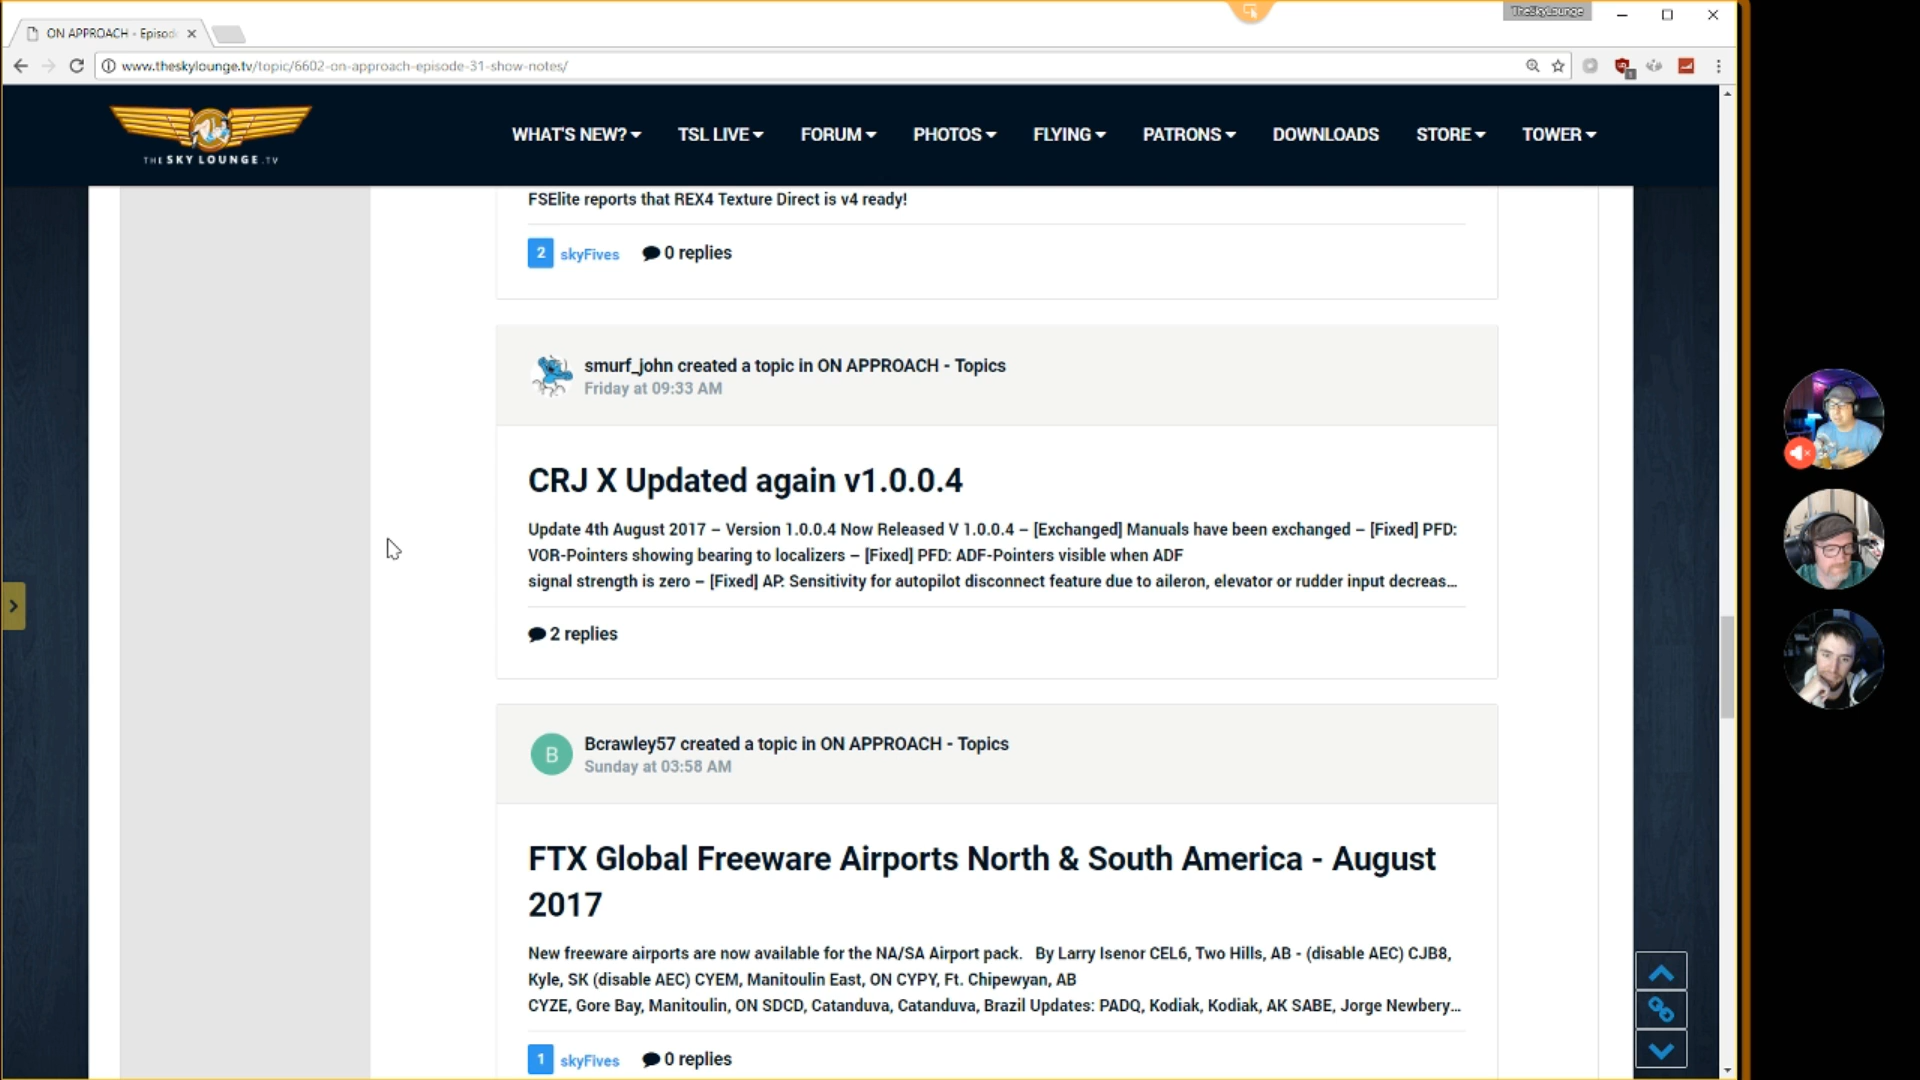 TheSkyLounge
ON APPROACH - Episod
www.theskylounge.tv/topic/6602-on-approach-episode-31-show-notes/
THE SKY LOUNGE .TV
WHAT'S NEW? TSL LIVE FORUM PHOTOS FLYING PATRONS DOWNLOADS STORE TOWER
FSElite reports that REX4 Texture Direct is v4 ready!
2 skyFives 0 replies
smurf_john created a topic in ON APPROACH - Topics
Friday at 09:33 AM
CRJ X Updated again v1.0.0.4
Update 4th August 2017 – Version 1.0.0.4 Now Released V 1.0.0.4 – [Exchanged] Manuals have been exchanged – [Fixed] PFD:
VOR-Pointers showing bearing to localizers – [Fixed] PFD: ADF-Pointers visible when ADF
signal strength is zero – [Fixed] AP: Sensitivity for autopilot disconnect feature due to aileron, elevator or rudder input decreas...
2 replies
B
Bcrawley57 created a topic in ON APPROACH - Topics
Sunday at 03:58 AM
FTX Global Freeware Airports North & South America - August
2017
New freeware airports are now available for the NA/SA Airport pack. By Larry Isenor CEL6, Two Hills, AB - (disable AEC) CJB8,
Kyle, SK (disable AEC) CYEM, Manitoulin East, ON CYPY, Ft. Chipewyan, AB
CYZE, Gore Bay, Manitoulin, ON SDCD, Catanduva, Catanduva, Brazil Updates: PADQ, Kodiak, Kodiak, AK SABE, Jorge Newbery...
1 skyFives 0 replies